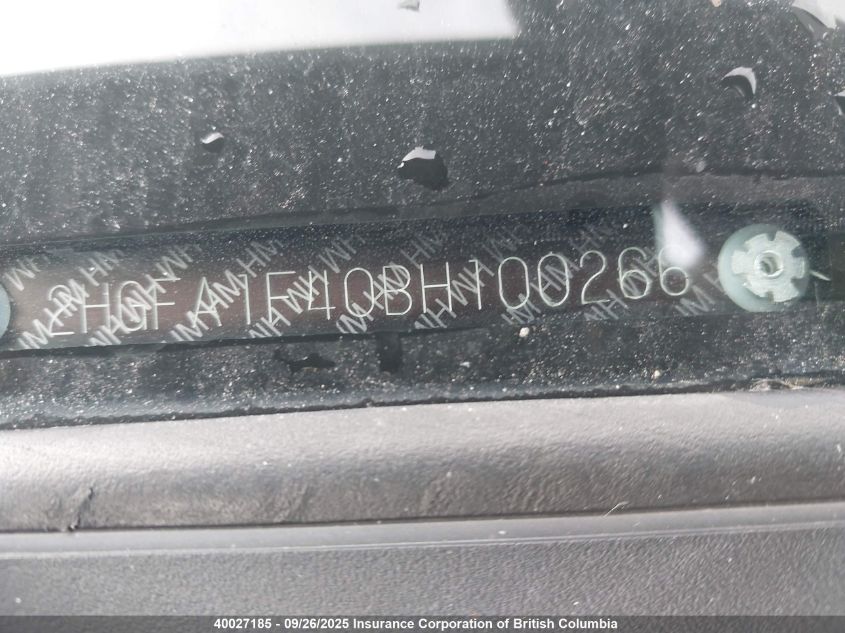 2HGFA1F40BH100266
40027185 - 09/26/2025 Insurance Corporation of British Columbia